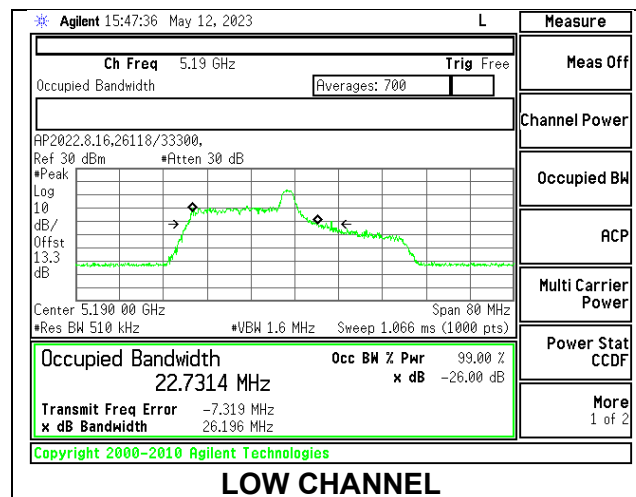 Agilent 15:47:36 May 12, 2023 L
Measure
Ch Freq 5.19 GHz Trig Free
Occupied Bandwidth Averages: 700
AP2022.8.16,26118/33300,
Ref 30 dBm #Atten 30 dB
#Peak
Log
10
dB/
Offst
13.3
dB
Center 5.190 00 GHz Span 80 MHz
#Res BW 510 kHz #VBW 1.6 MHz Sweep 1.066 ms (1000 pts)
Occupied Bandwidth Occ BW % Pwr 99.00 %
22.7314 MHz x dB -26.00 dB
Transmit Freq Error -7.319 MHz
x dB Bandwidth 26.196 MHz
Copyright 2000-2010 Agilent Technologies
Meas Off
Channel Power
Occupied BW
ACP
Multi Carrier
Power
Power Stat
CCDF
More
1 of 2
LOW CHANNEL